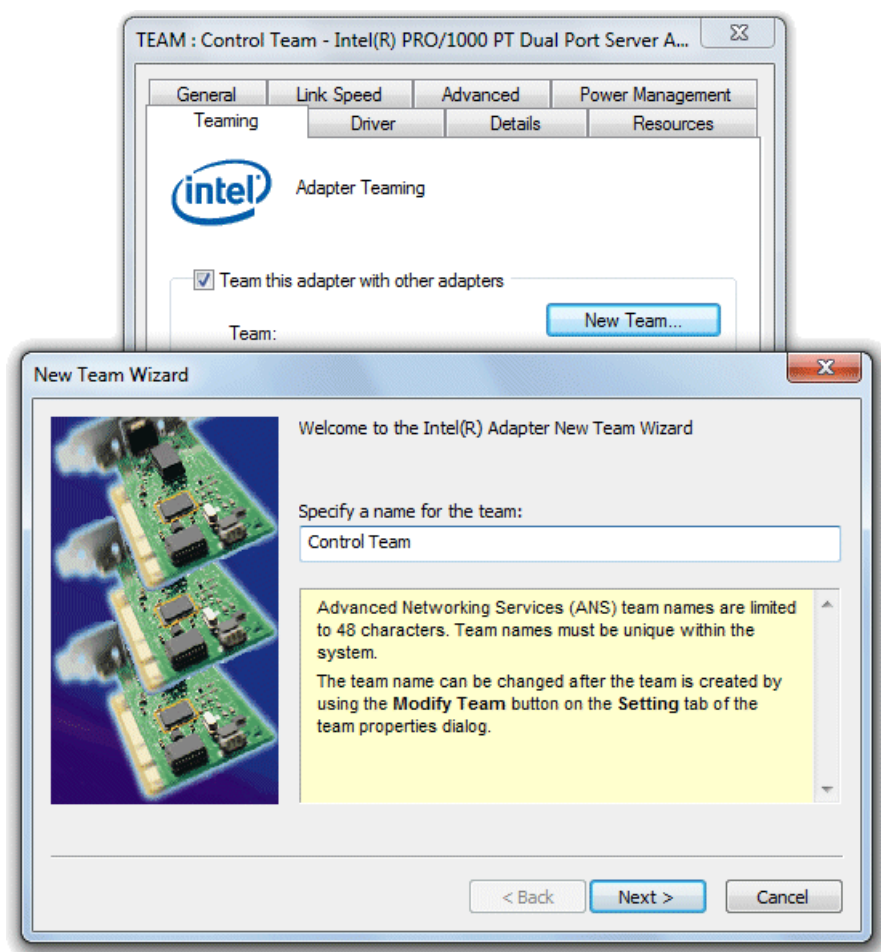 TEAM : Control Team - Intel(R) PRO/1000 PT Dual Port Server A...
General Link Speed Advanced Power Management
Teaming Driver Details Resources
intel Adapter Teaming
Team this adapter with other adapters
Team: New Team...
New Team Wizard
Welcome to the Intel(R) Adapter New Team Wizard
Specify a name for the team:
Control Team
Advanced Networking Services (ANS) team names are limited
to 48 characters. Team names must be unique within the
system.
The team name can be changed after the team is created by
using the Modify Team button on the Setting tab of the
team properties dialog.
< Back Next > Cancel